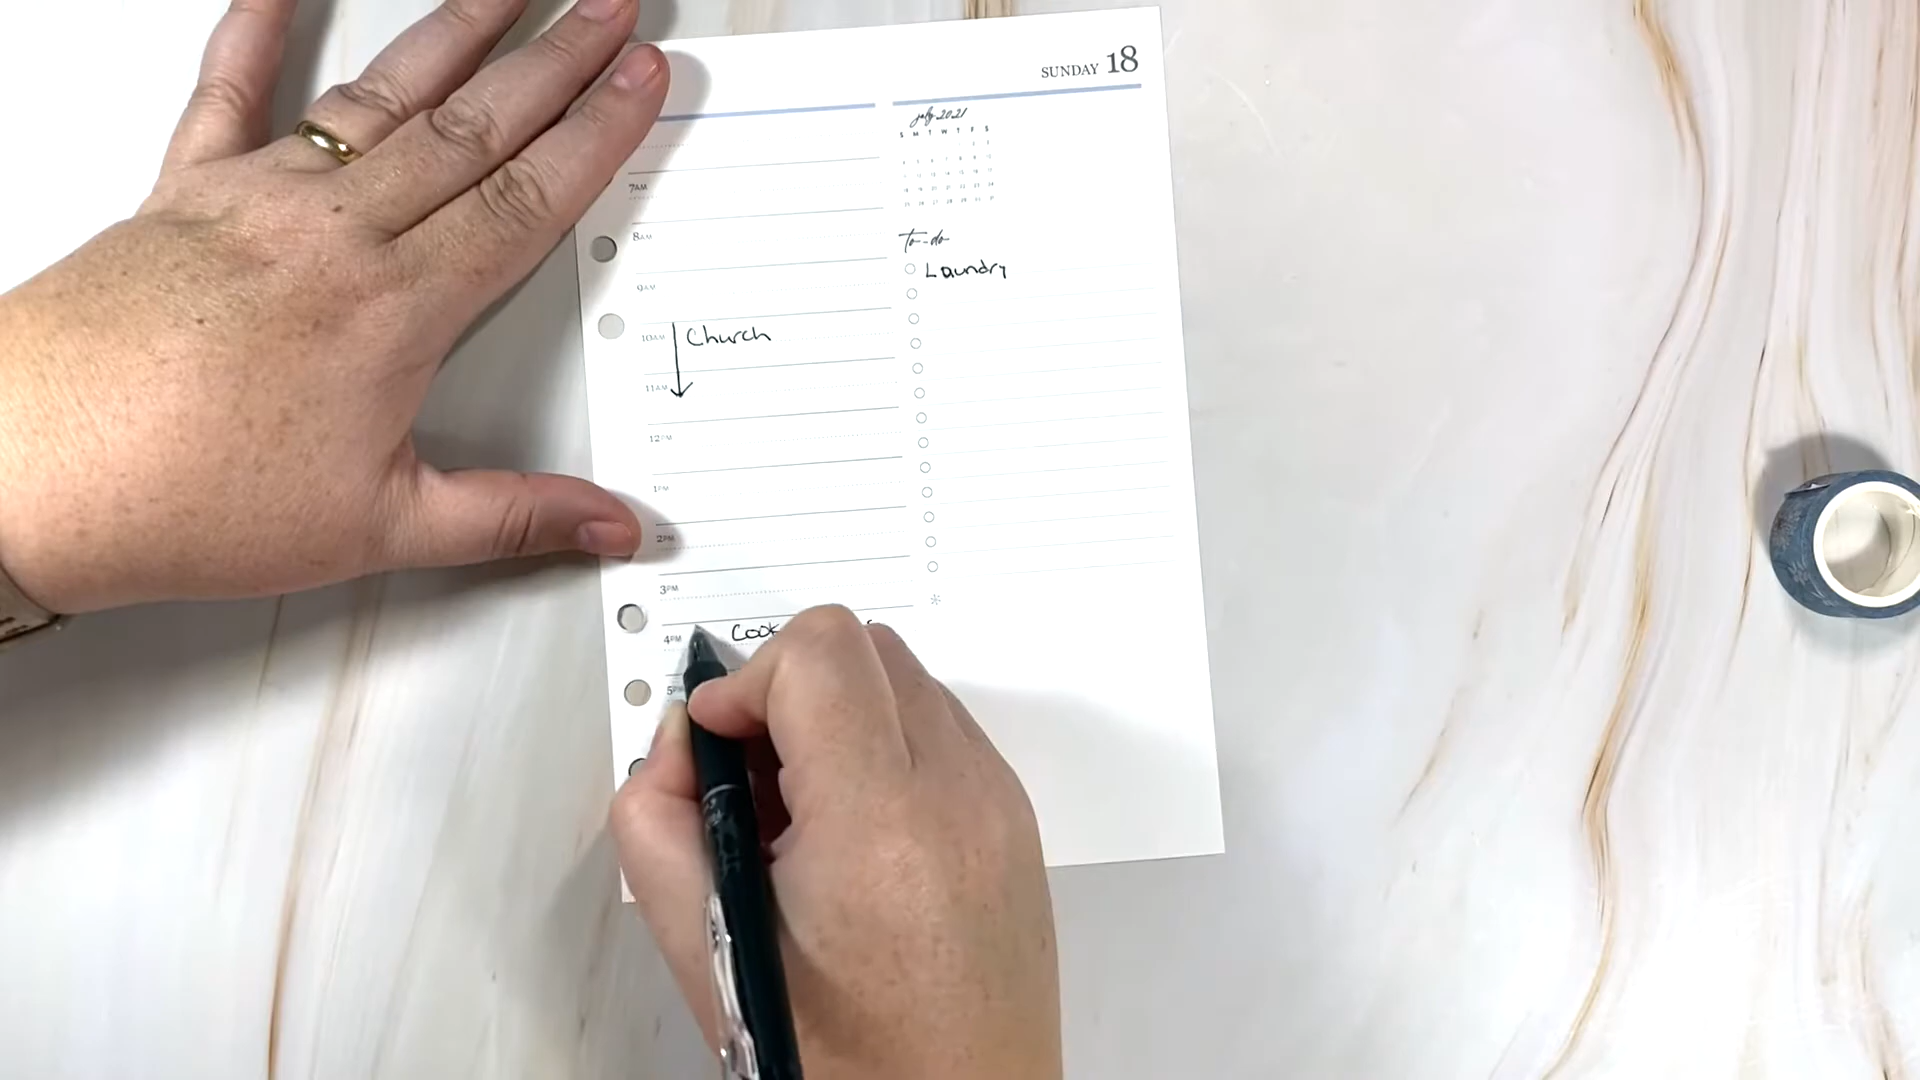 SUNDAY 18
july 2021
S M T W T F S
7AM
8AM
9AM
10AM Church
11AM
12PM
1PM
2PM
3PM
4PM
5PM
To-do
Laundry